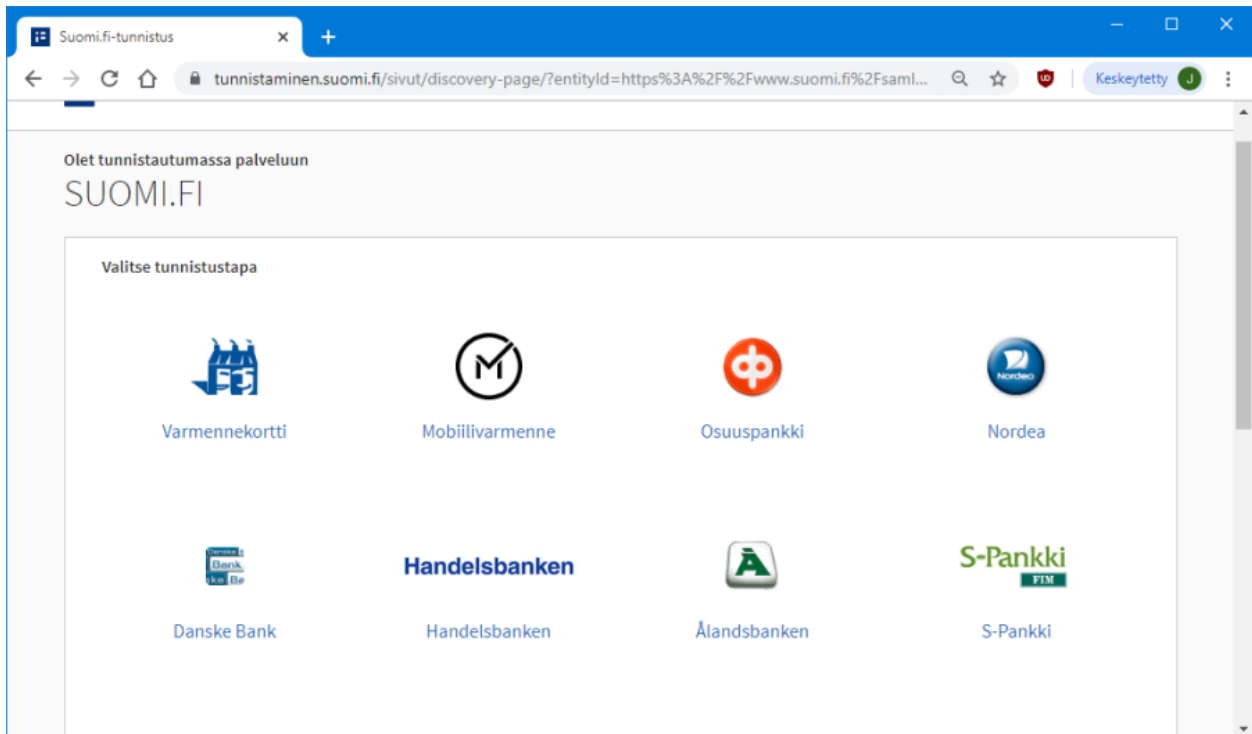 Suomi.fi-tunnistus
tunnistaminen.suomi.fi/sivut/discovery-page/?entityId=https%3A%2F%2Fwww.suomi.fi%2Fsaml...
Keskeytetty J
Olet tunnistautumassa palveluun
SUOMI.FI
Valitse tunnistustapa
M
Nordea
Varmennekortti Mobiilivarmenne Osuuspankki Nordea
Bank
Handelsbanken
Å
S-Pankki
FIM
Danske Bank Handelsbanken Ålandsbanken S-Pankki